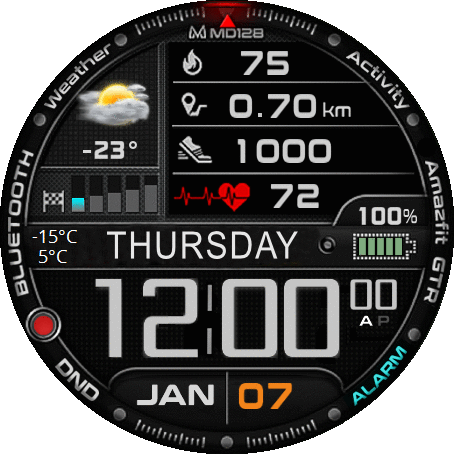 MD128
Weather
Activity
75
0.70 KM
-23°
1000
72
BLUETOOTH
Amazfit GTR
100%
-15°C
5°C
THURSDAY
12:00
00
A P
DND
ALARM
JAN 07